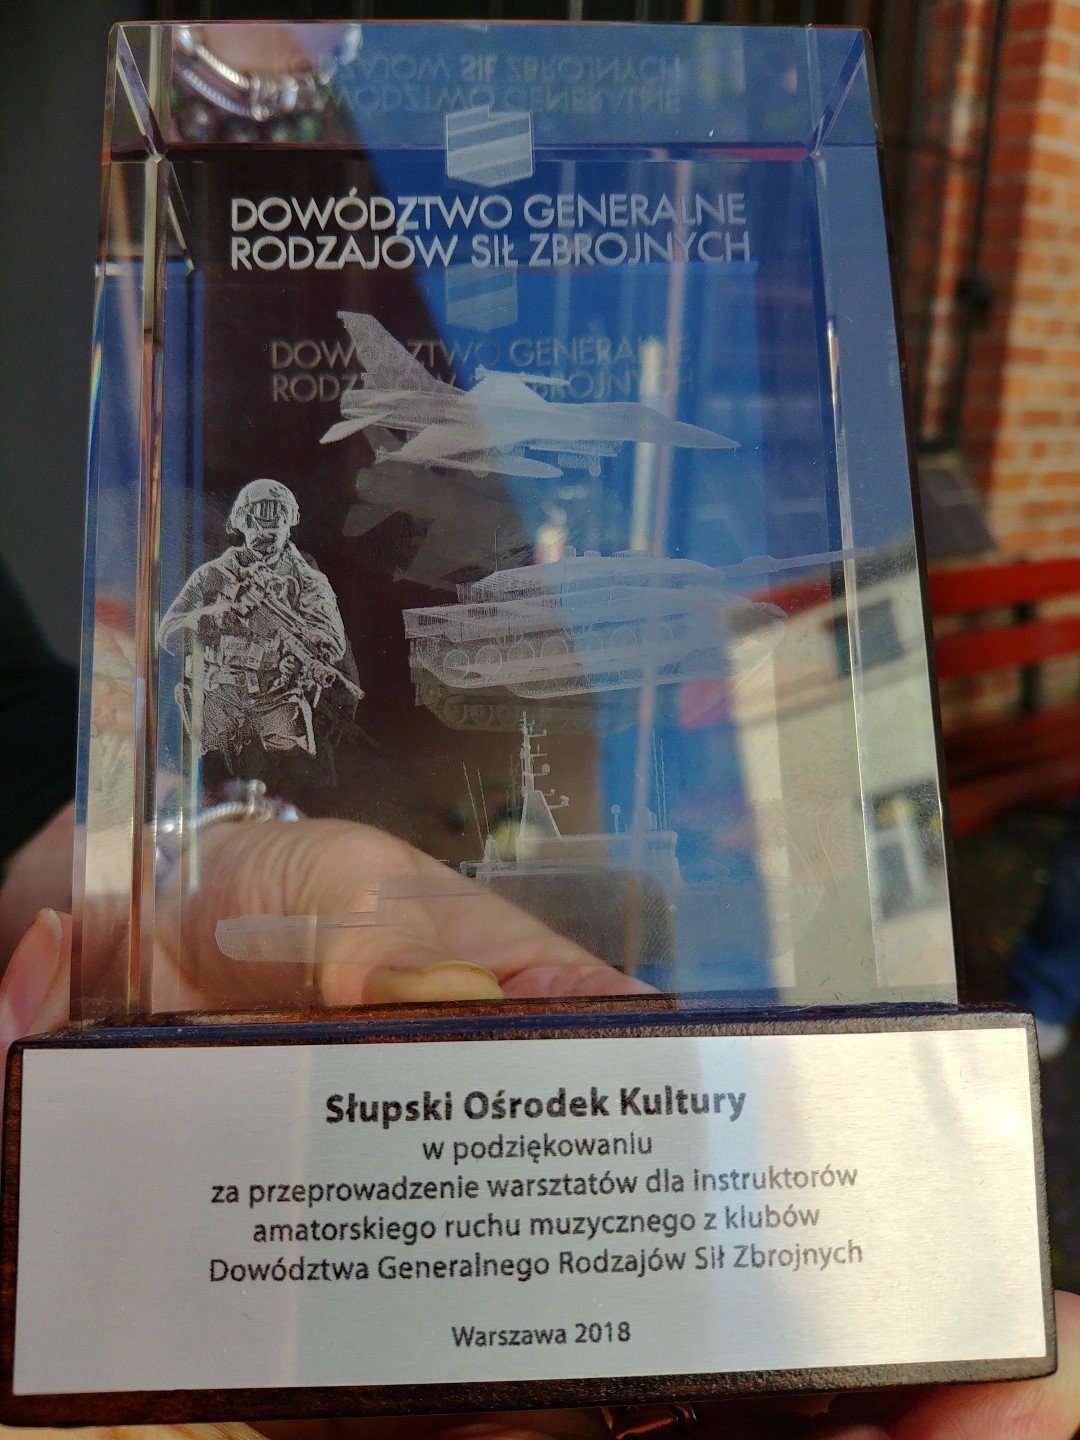 DOWÓDZTWO GENERALNE
RODZAJÓW SIŁ ZBROJNYCH
Słupski Ośrodek Kultury
w podziękowaniu
za przeprowadzenie warsztatów dla instruktorów
amatorskiego ruchu muzycznego z klubów
Dowództwa Generalnego Rodzajów Sił Zbrojnych
Warszawa 2018